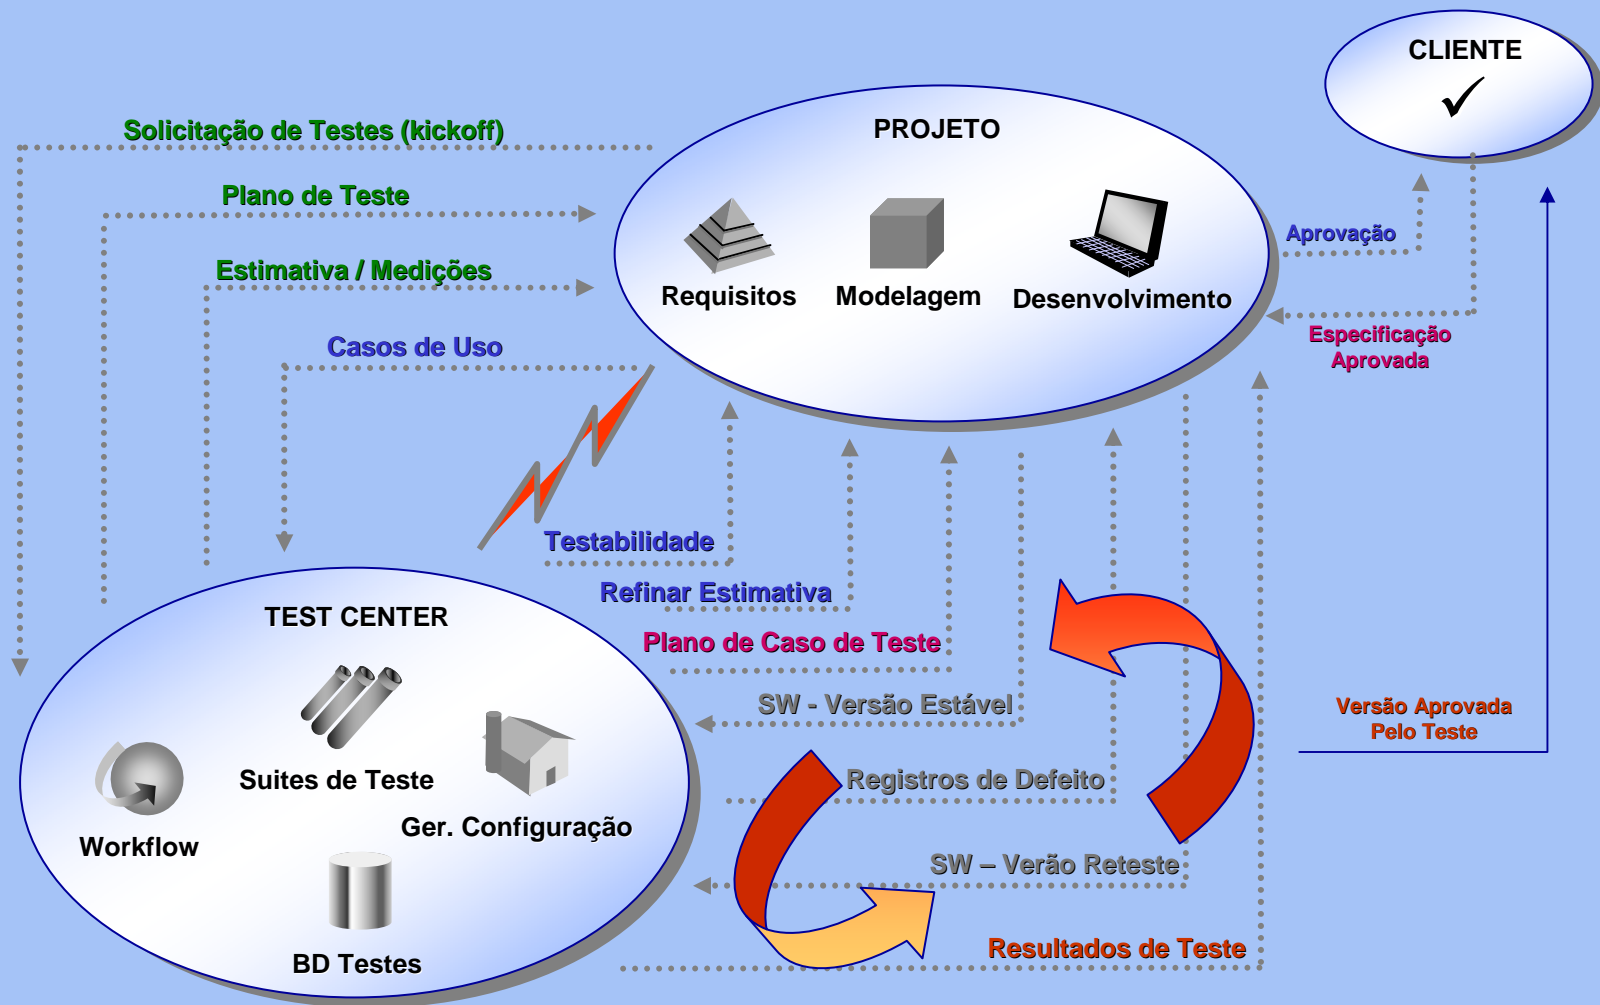 CLIENTE
PROJETO
Solicitação de Testes (kickoff)
Plano de Teste
Aprovação
Estimativa / Medições
Requisitos
Modelagem
Desenvolvimento
Especificação
Aprovada
Casos de Uso
Testabilidade
Refinar Estimativa
TEST CENTER
Plano de Caso de Teste
SW - Versão Estável
Versão Aprovada
Pelo Teste
Suites de Teste
Registros de Defeito
Ger. Configuração
Workflow
SW – Verão Reteste
Resultados de Teste
BD Testes